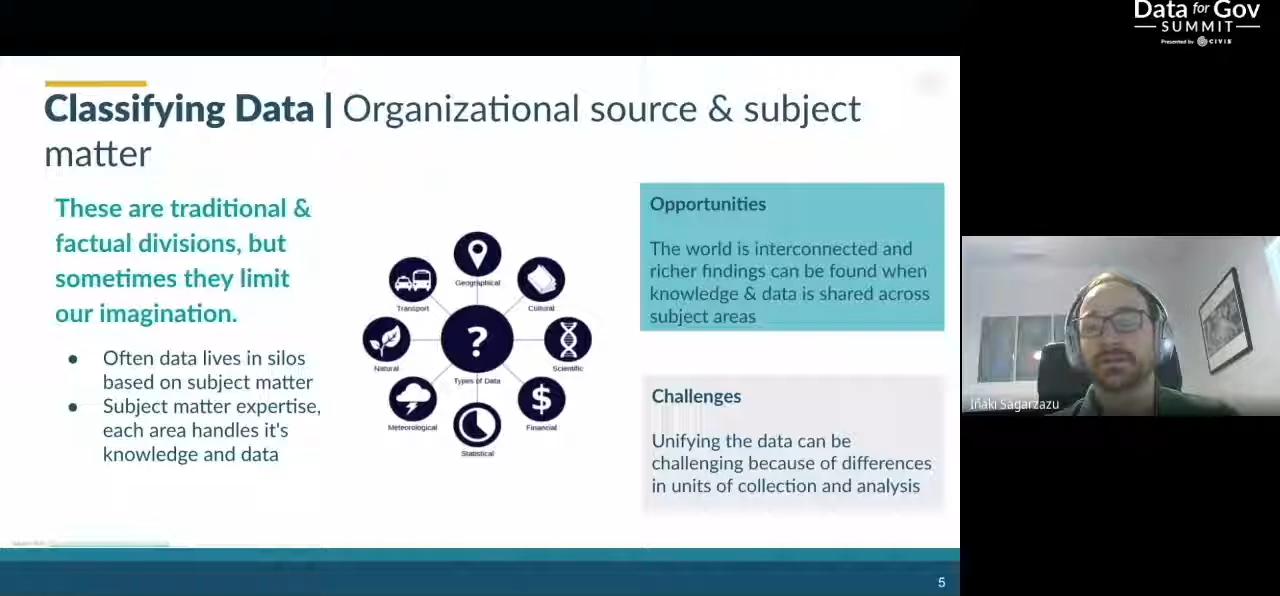 Data for Gov
SUMMIT
Presented by CIVIS
Classifying Data | Organizational source & subject
matter
These are traditional &
factual divisions, but
sometimes they limit
our imagination.
● Often data lives in silos
based on subject matter
● Subject matter expertise,
each area handles it's
knowledge and data
Geographical
Transport
Cultural
?
Natural
Scientific
Types of Data
Meteorological
$
Financial
Statistical
Opportunities
The world is interconnected and
richer findings can be found when
knowledge & data is shared across
subject areas
Challenges
Unifying the data can be
challenging because of differences
in units of collection and analysis
Iñaki Sagarzazu
5